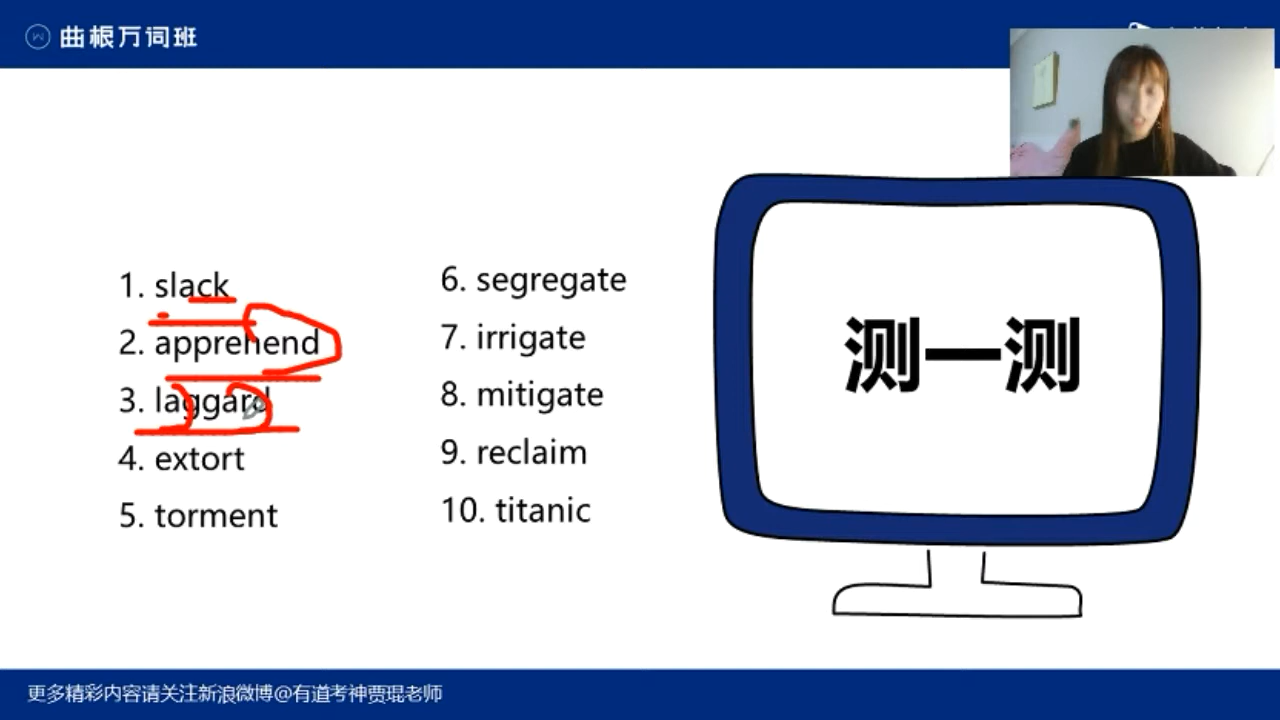 曲根万词班
1. slack
2. apprehend
3. laggard
4. extort
5. torment
6. segregate
7. irrigate
8. mitigate
9. reclaim
10. titanic
测一测
更多精彩内容请关注新浪微博@有道考神贾琨老师